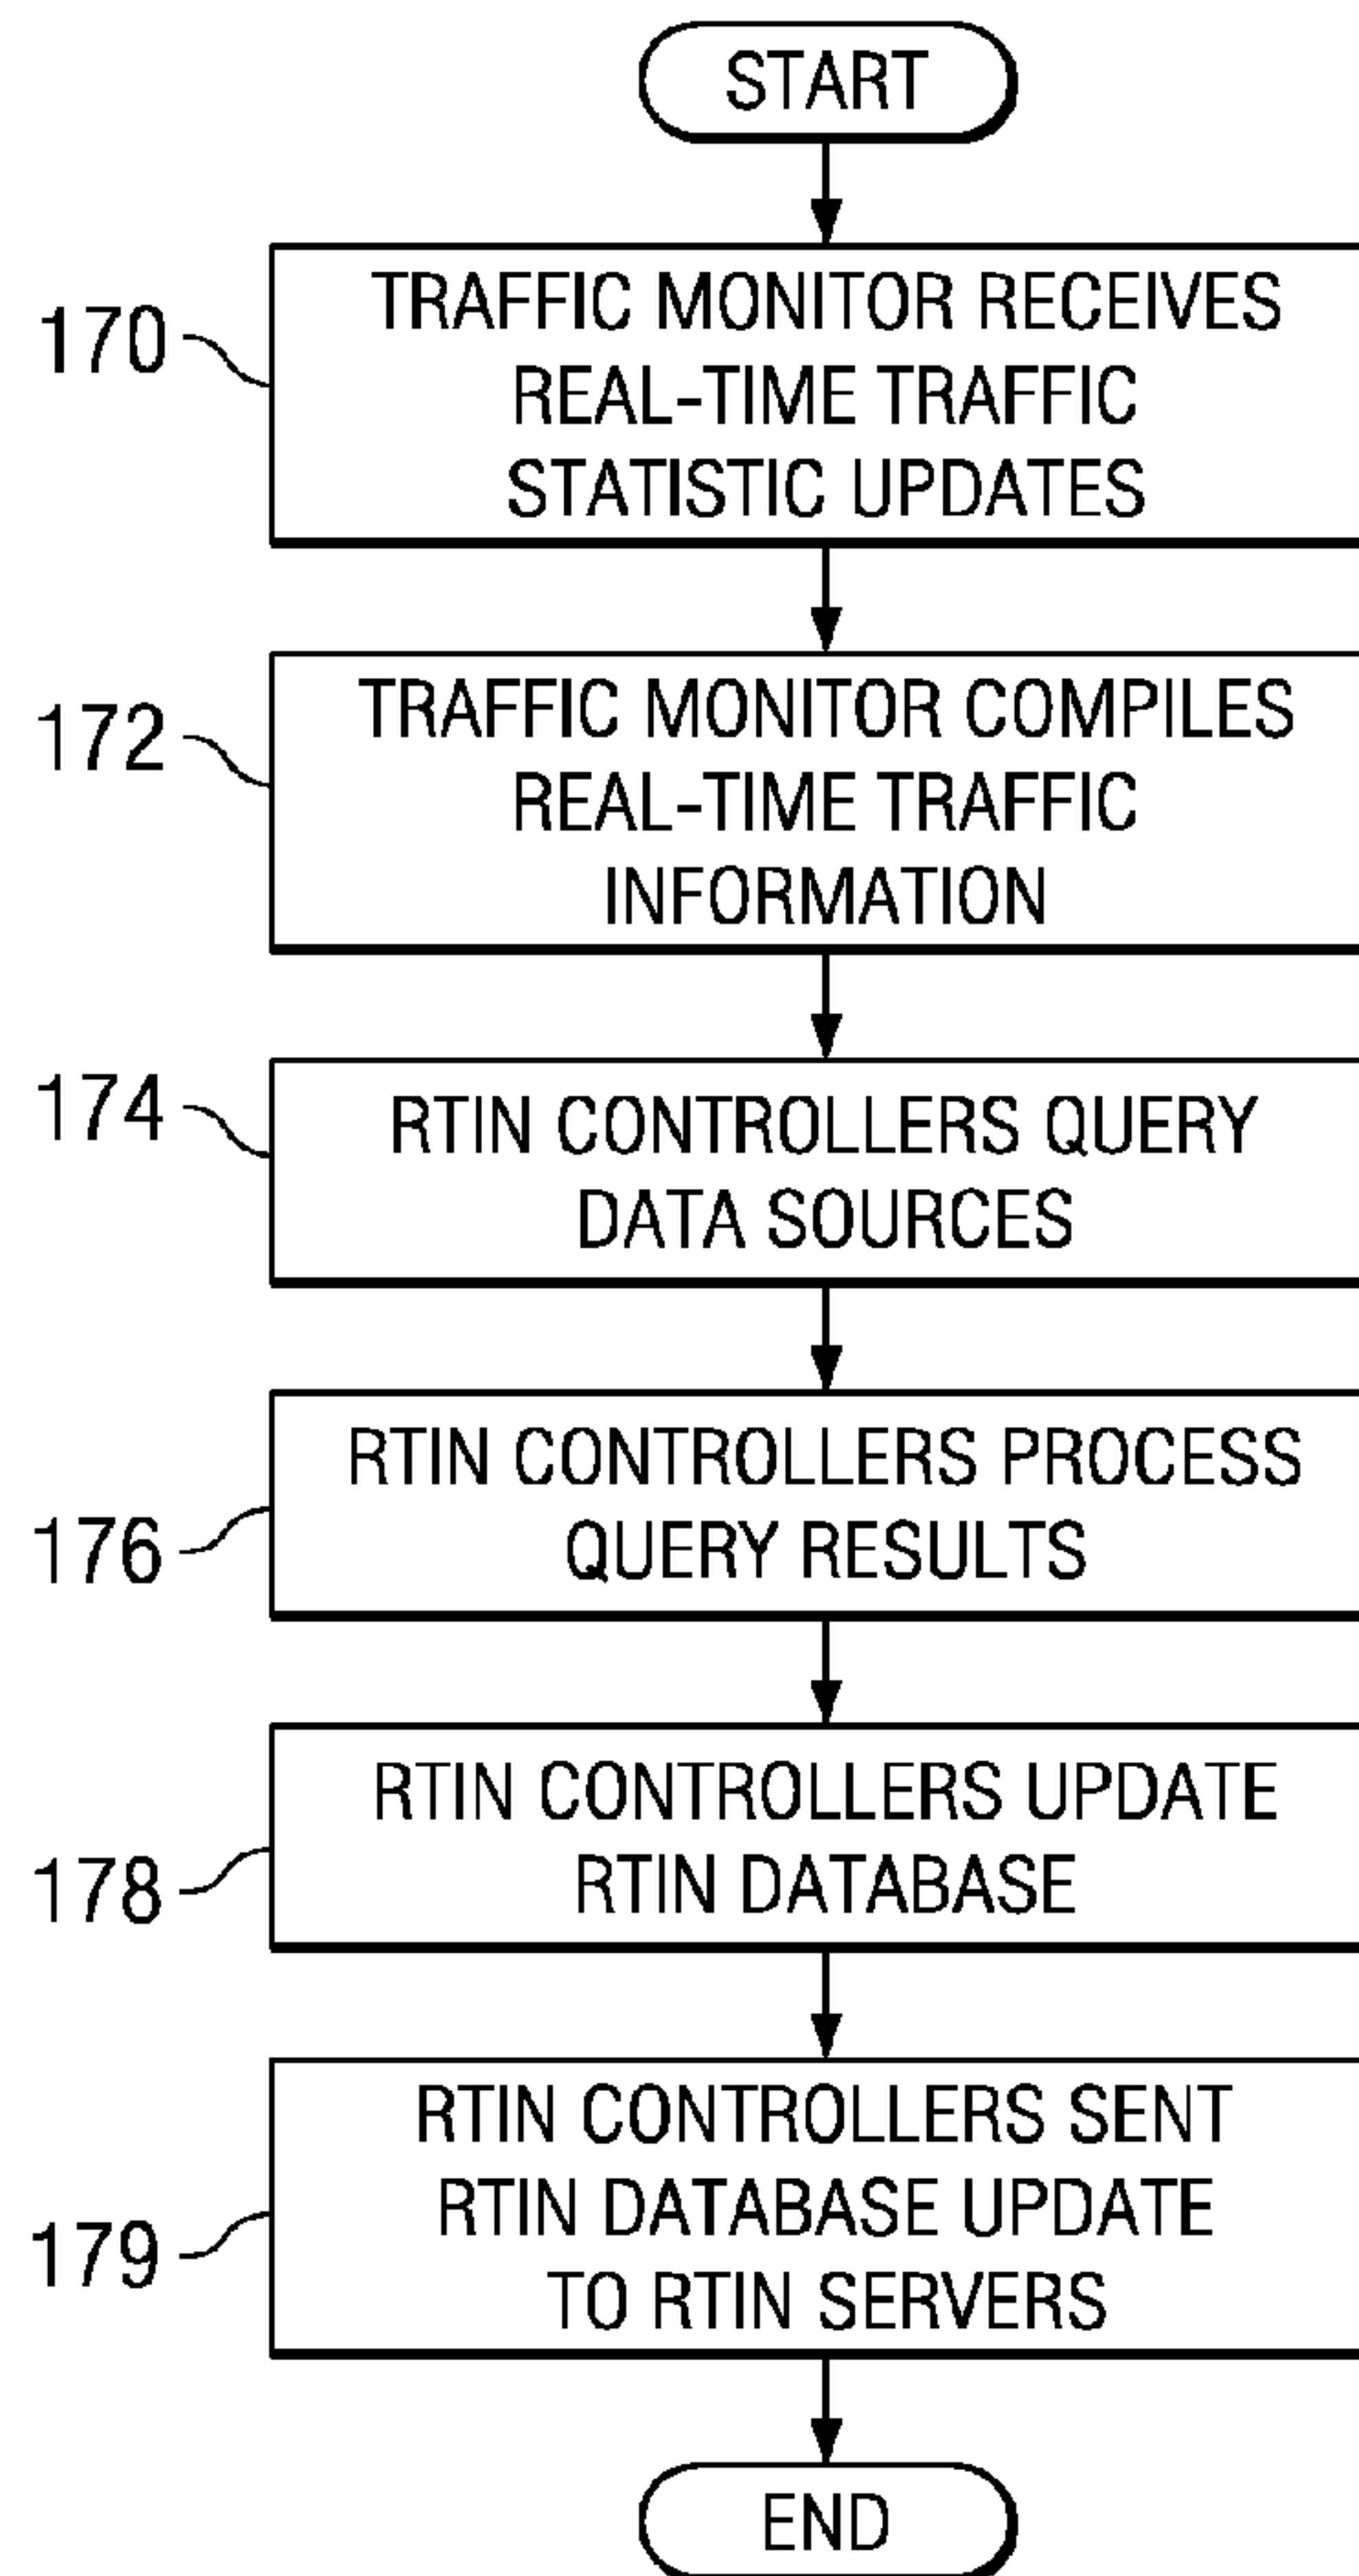 START
170
TRAFFIC MONITOR RECEIVES
REAL-TIME TRAFFIC
STATISTIC UPDATES
172
TRAFFIC MONITOR COMPILES
REAL-TIME TRAFFIC
INFORMATION
174
RTIN CONTROLLERS QUERY
DATA SOURCES
176
RTIN CONTROLLERS PROCESS
QUERY RESULTS
178
RTIN CONTROLLERS UPDATE
RTIN DATABASE
179
RTIN CONTROLLERS SENT
RTIN DATABASE UPDATE
TO RTIN SERVERS
END